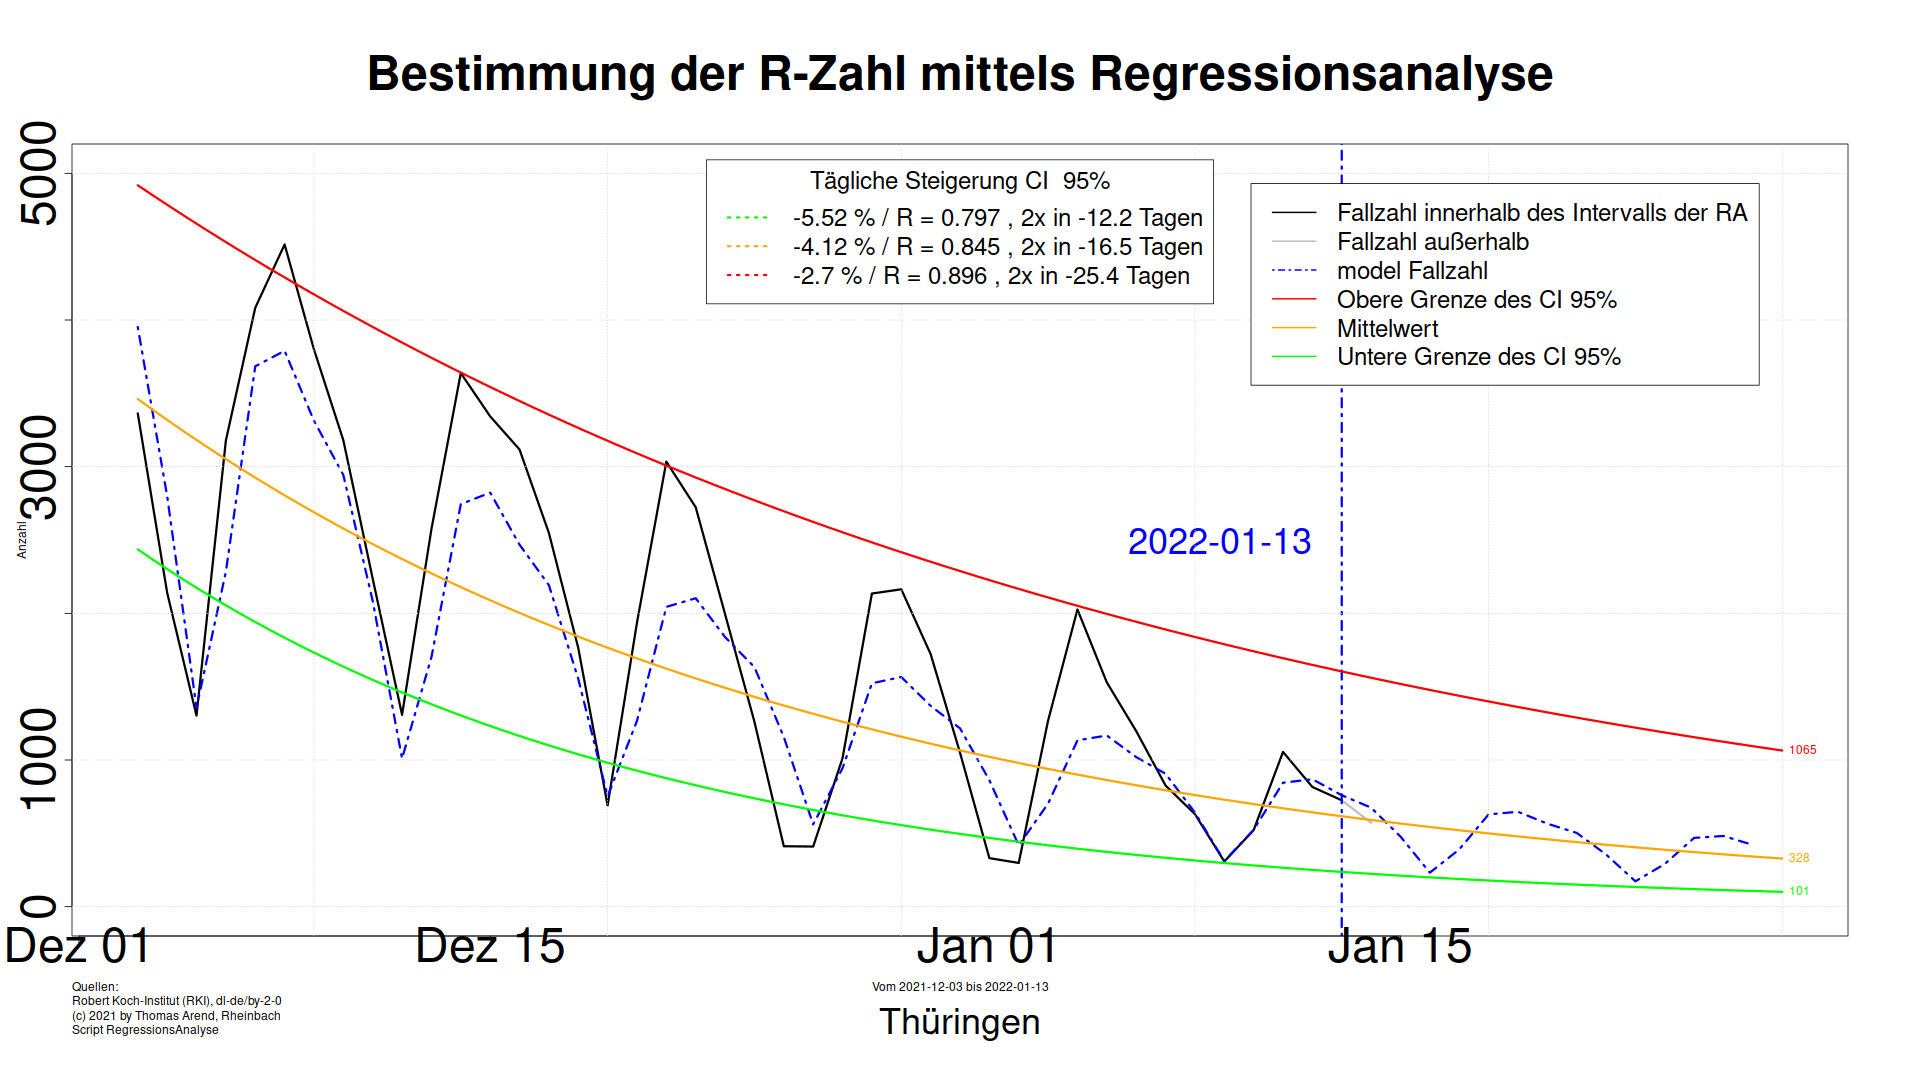 Bestimmung der R-Zahl mittels Regressionsanalyse
5000
3000
1000
0
Anzahl
Tägliche Steigerung CI  95%
-5.52 % / R = 0.797 , 2x in -12.2 Tagen
-4.12 % / R = 0.845 , 2x in -16.5 Tagen
-2.7 % / R = 0.896 , 2x in -25.4 Tagen
Fallzahl innerhalb des Intervalls der RA
Fallzahl außerhalb
model Fallzahl
Obere Grenze des CI 95%
Mittelwert
Untere Grenze des CI 95%
2022-01-13
1065
328
101
Dez 01
Dez 15
Jan 01
Jan 15
Quellen:
Robert Koch-Institut (RKI), dl-de/by-2-0
(c) 2021 by Thomas Arend, Rheinbach
Script RegressionsAnalyse
Vom 2021-12-03 bis 2022-01-13
Thüringen